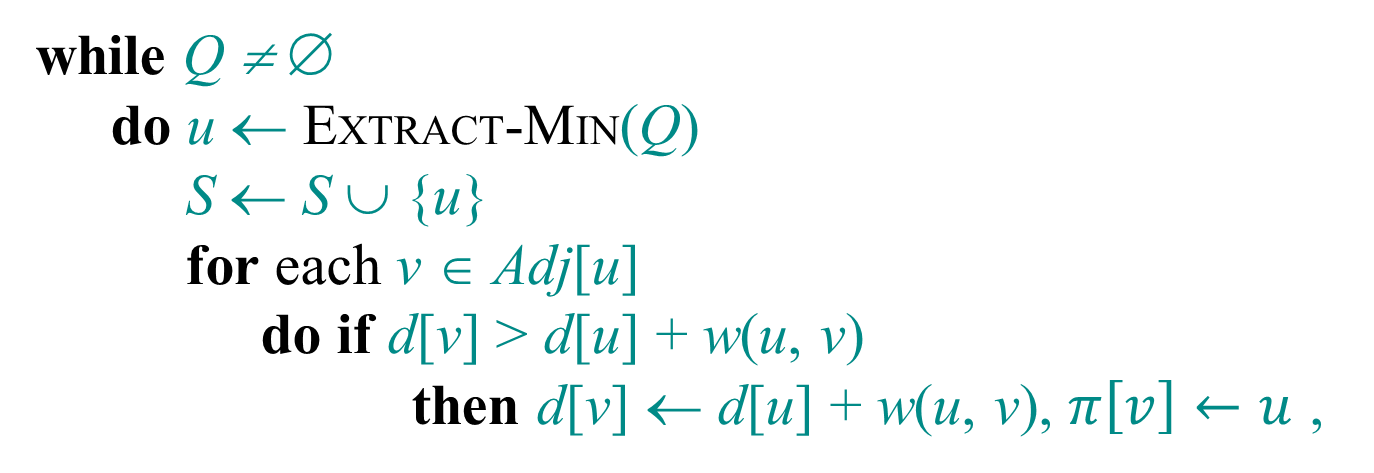 while Q ≠ ∅
do u ← EXTRACT-MIN(Q)
S ← S ∪ {u}
for each v ∈ Adj[u]
do if d[v] > d[u] + w(u, v)
then d[v] ← d[u] + w(u, v), π[v] ← u ,